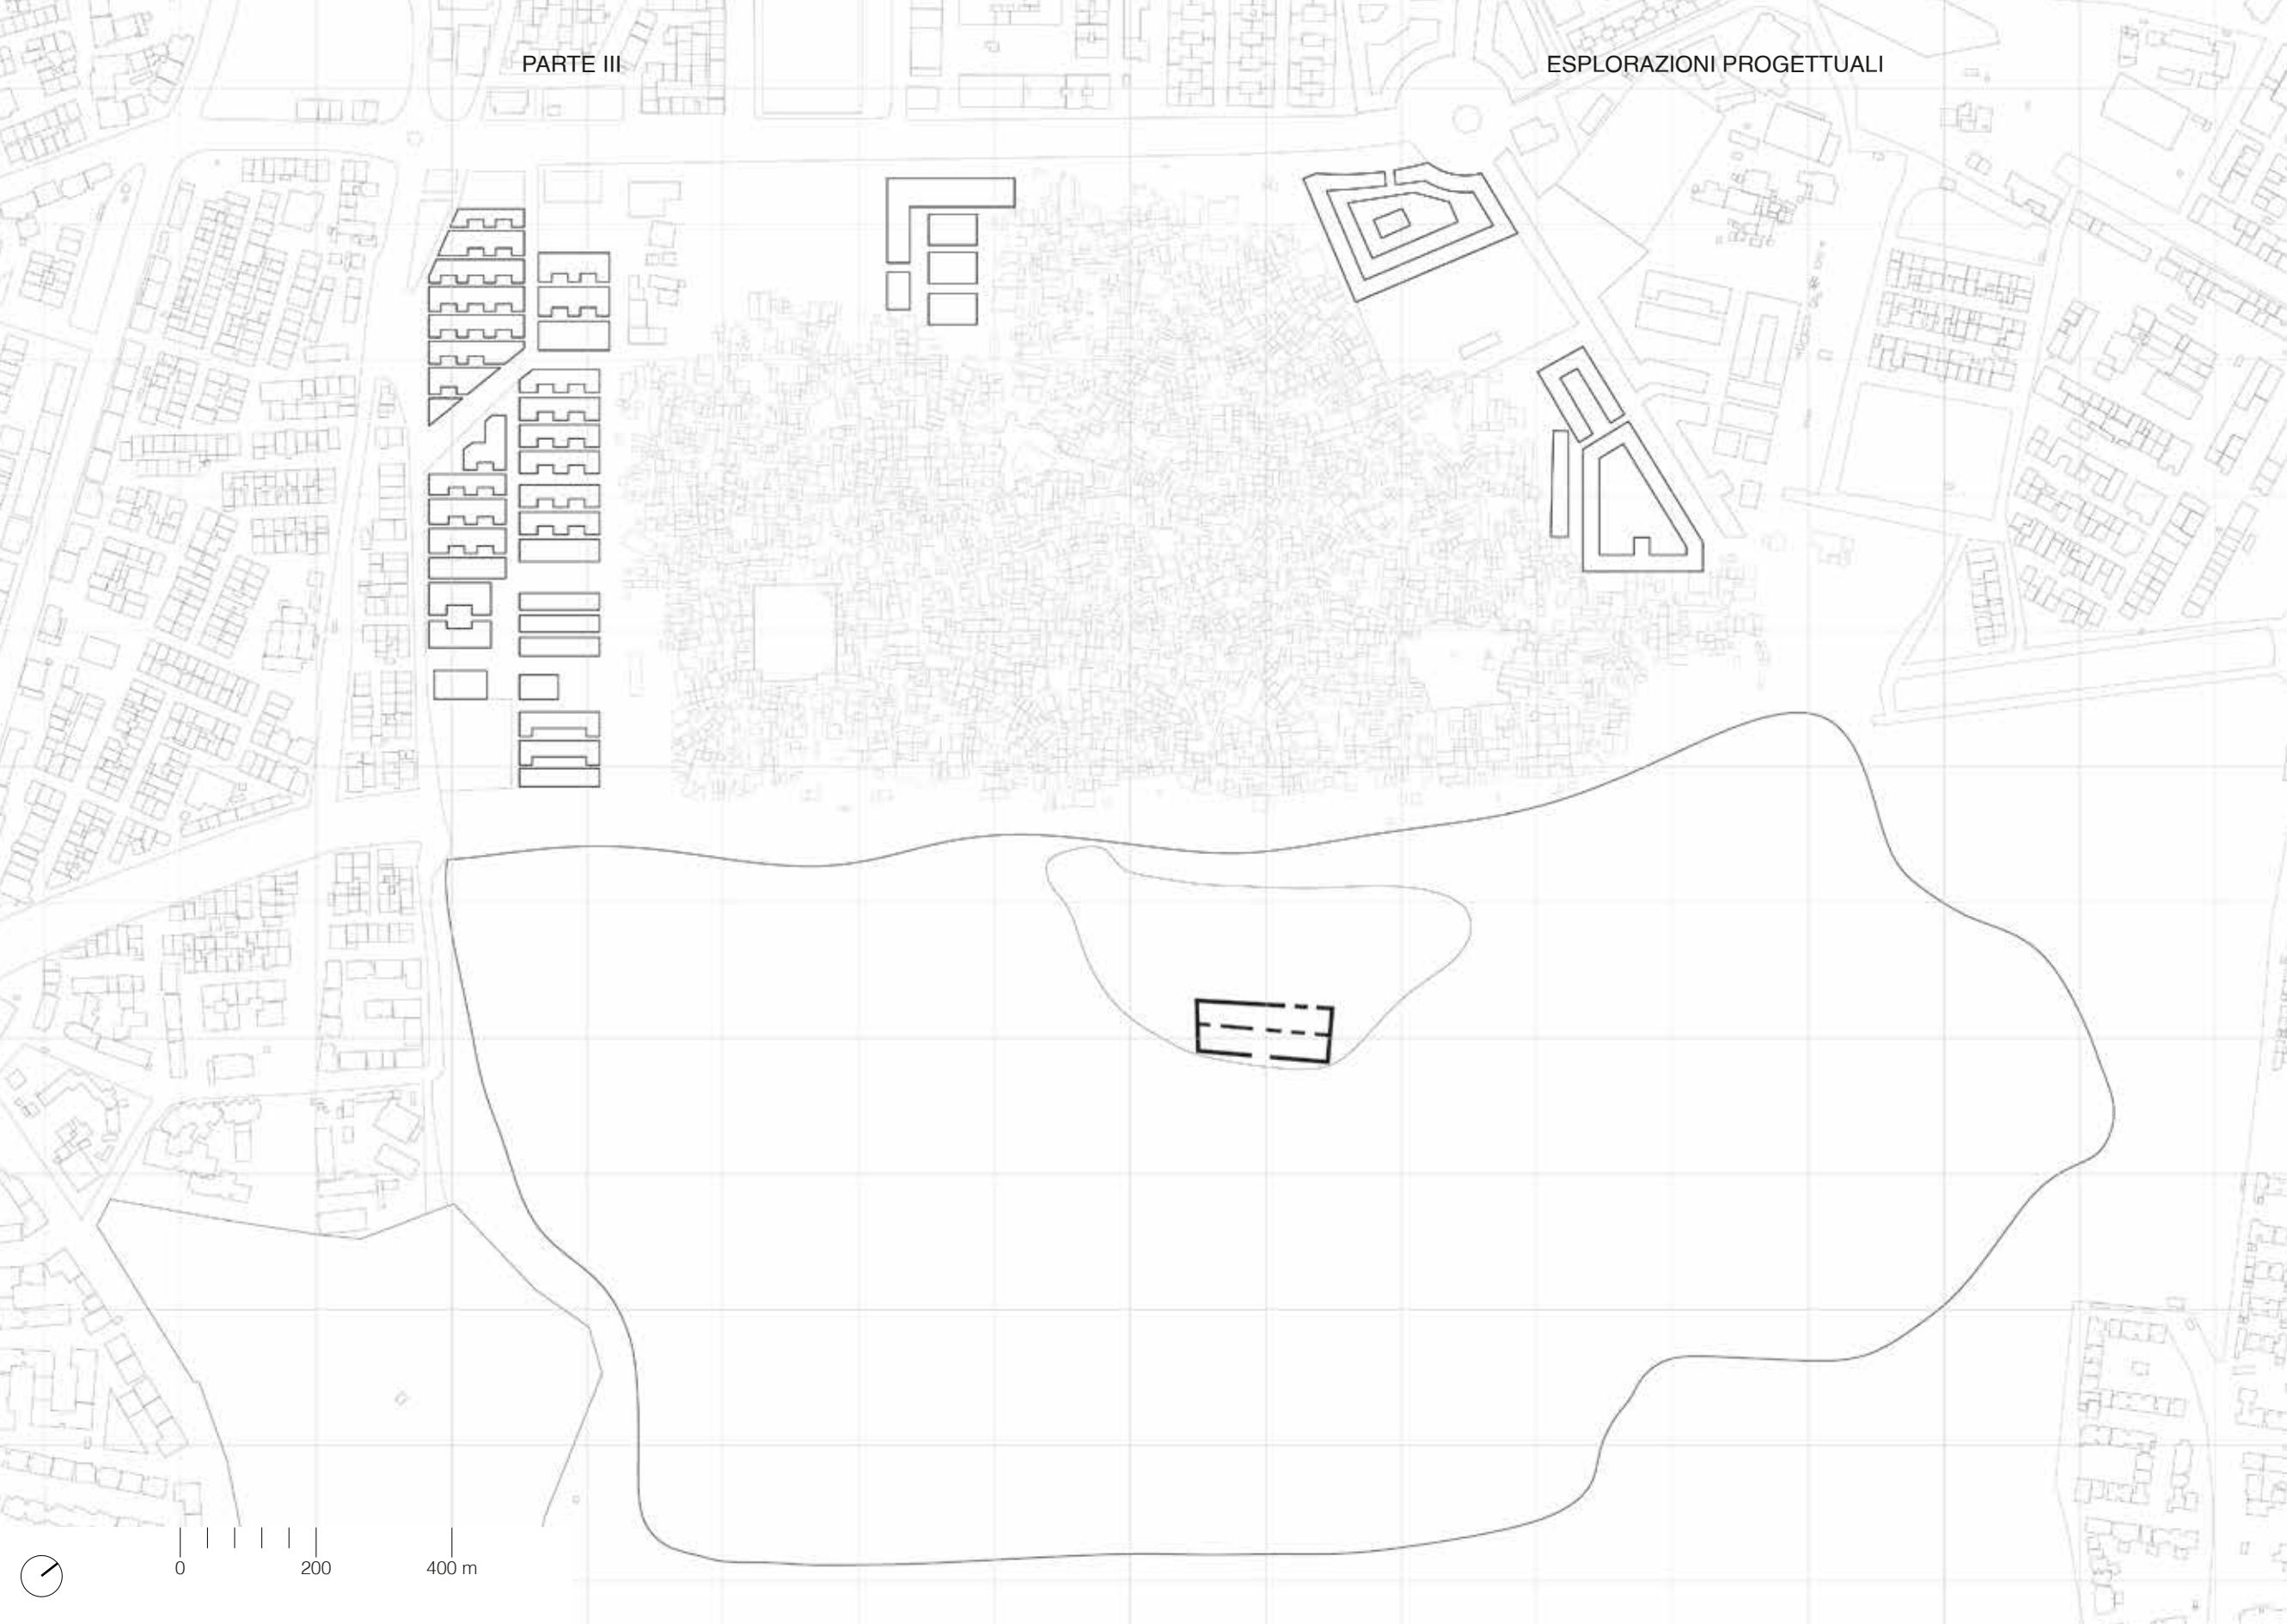 PARTE III
ESPLORAZIONI PROGETTUALI
0
200
400 m